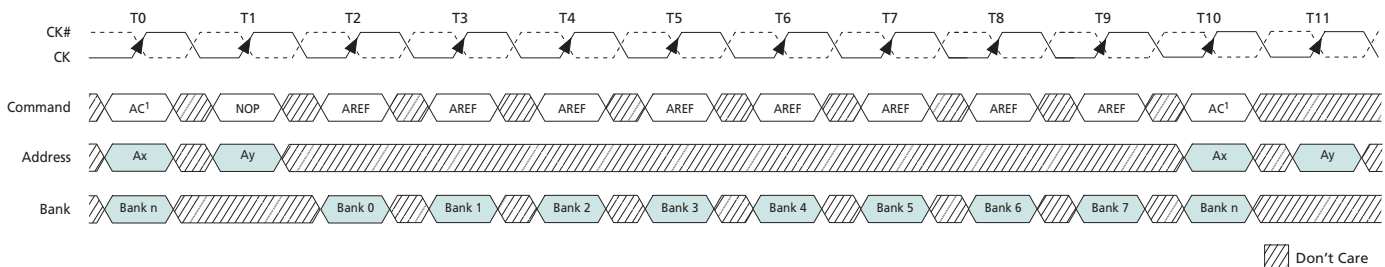 T0 T1 T2 T3 T4 T5 T6 T7 T8 T9 T10 T11
CK#
CK
Command AC¹ NOP AREF AREF AREF AREF AREF AREF AREF AREF AC¹
Address Ax Ay Ax Ay
Bank Bank n Bank 0 Bank 1 Bank 2 Bank 3 Bank 4 Bank 5 Bank 6 Bank 7 Bank n
Don't Care